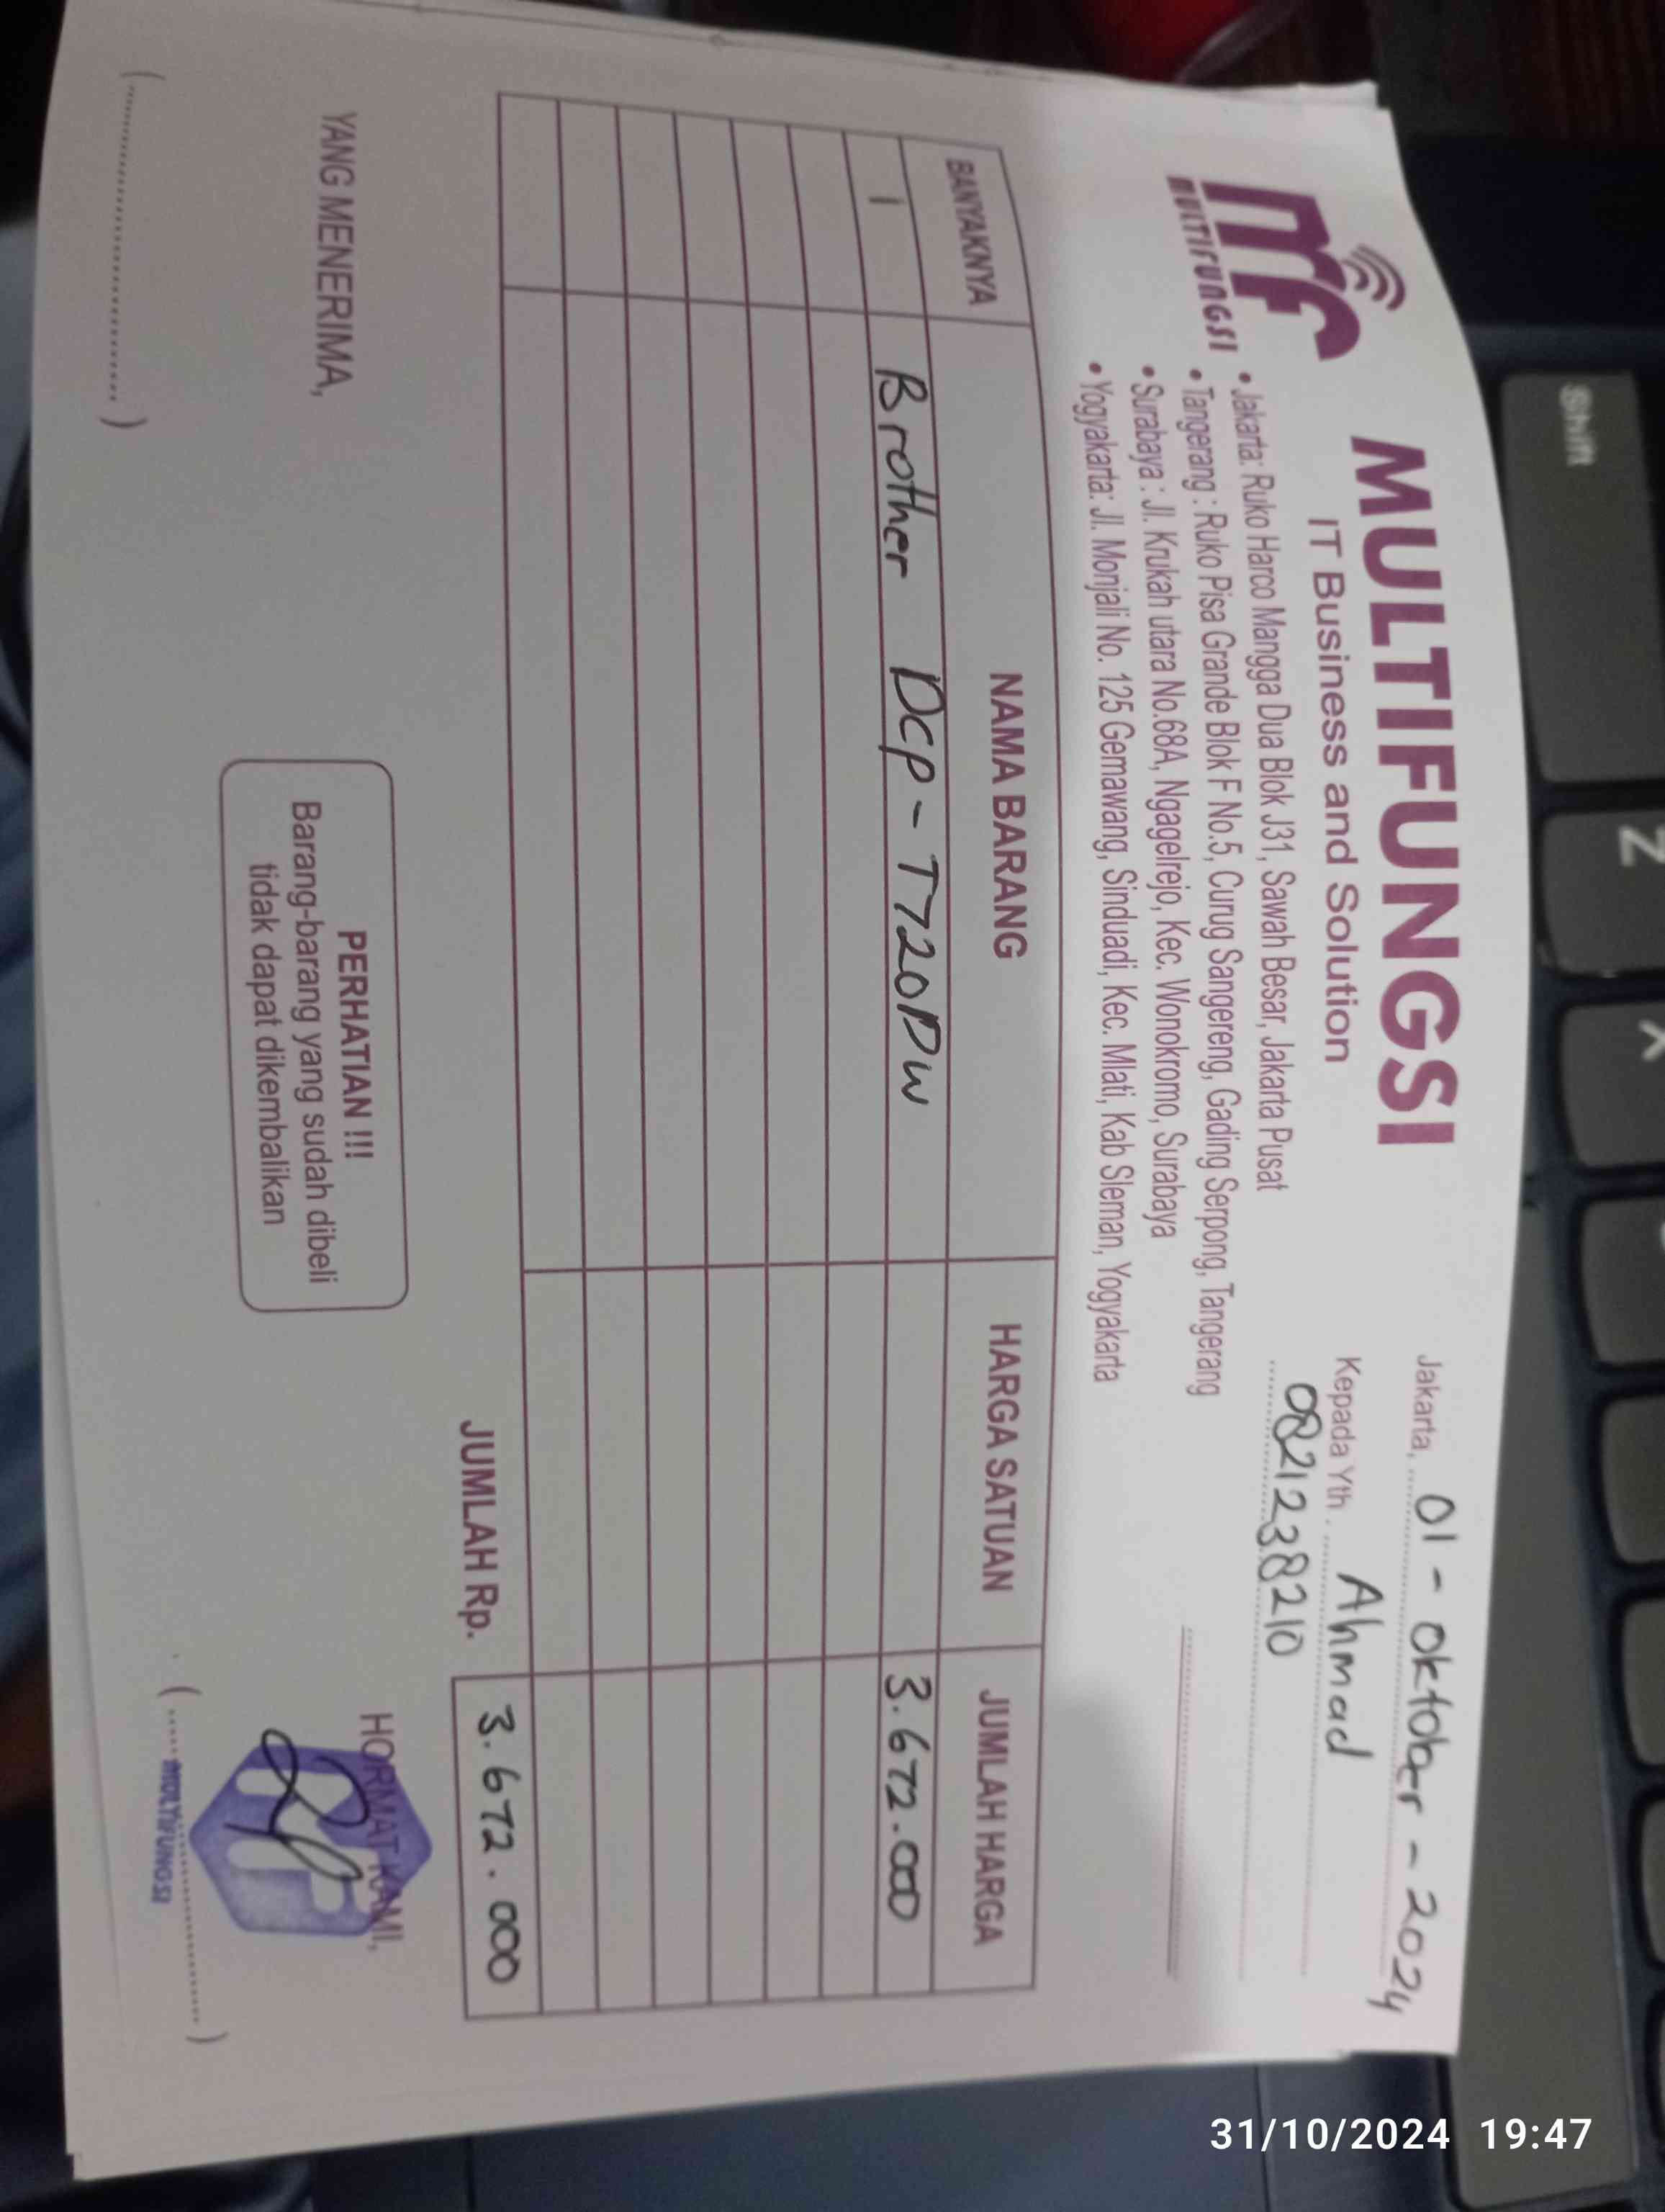 MULTIFUNGSI
IT Business and Solution
mf
MULTIFUNGSI
• Jakarta: Ruko Harco Mangga Dua Blok J31, Sawah Besar, Jakarta Pusat
• Tangerang : Ruko Pisa Grande Blok F No.5, Curug Sangereng, Gading Serpong, Tangerang
• Surabaya : Jl. Krukah utara No.68A, Ngagelrejo, Kec. Wonokromo, Surabaya
• Yogyakarta: Jl. Monjali No. 125 Gemawang, Sinduadi, Kec. Mlati, Kab Sleman, Yogyakarta
Jakarta, 01 - Oktober - 2024
Kepada Yth. Ahmad
082112388210
BANYAKNYA NAMA BARANG HARGA SATUAN JUMLAH HARGA
1 Brother Dcp - T720DW 3.672.000
JUMLAH Rp. 3.672.000
YANG MENERIMA,
(..............................)
PERHATIAN !!!
Barang-barang yang sudah dibeli
tidak dapat dikembalikan
HORMAT KAMI,
MULTIFUNGSI
(..............................)
Shift
Z
X
31/10/2024 19:47